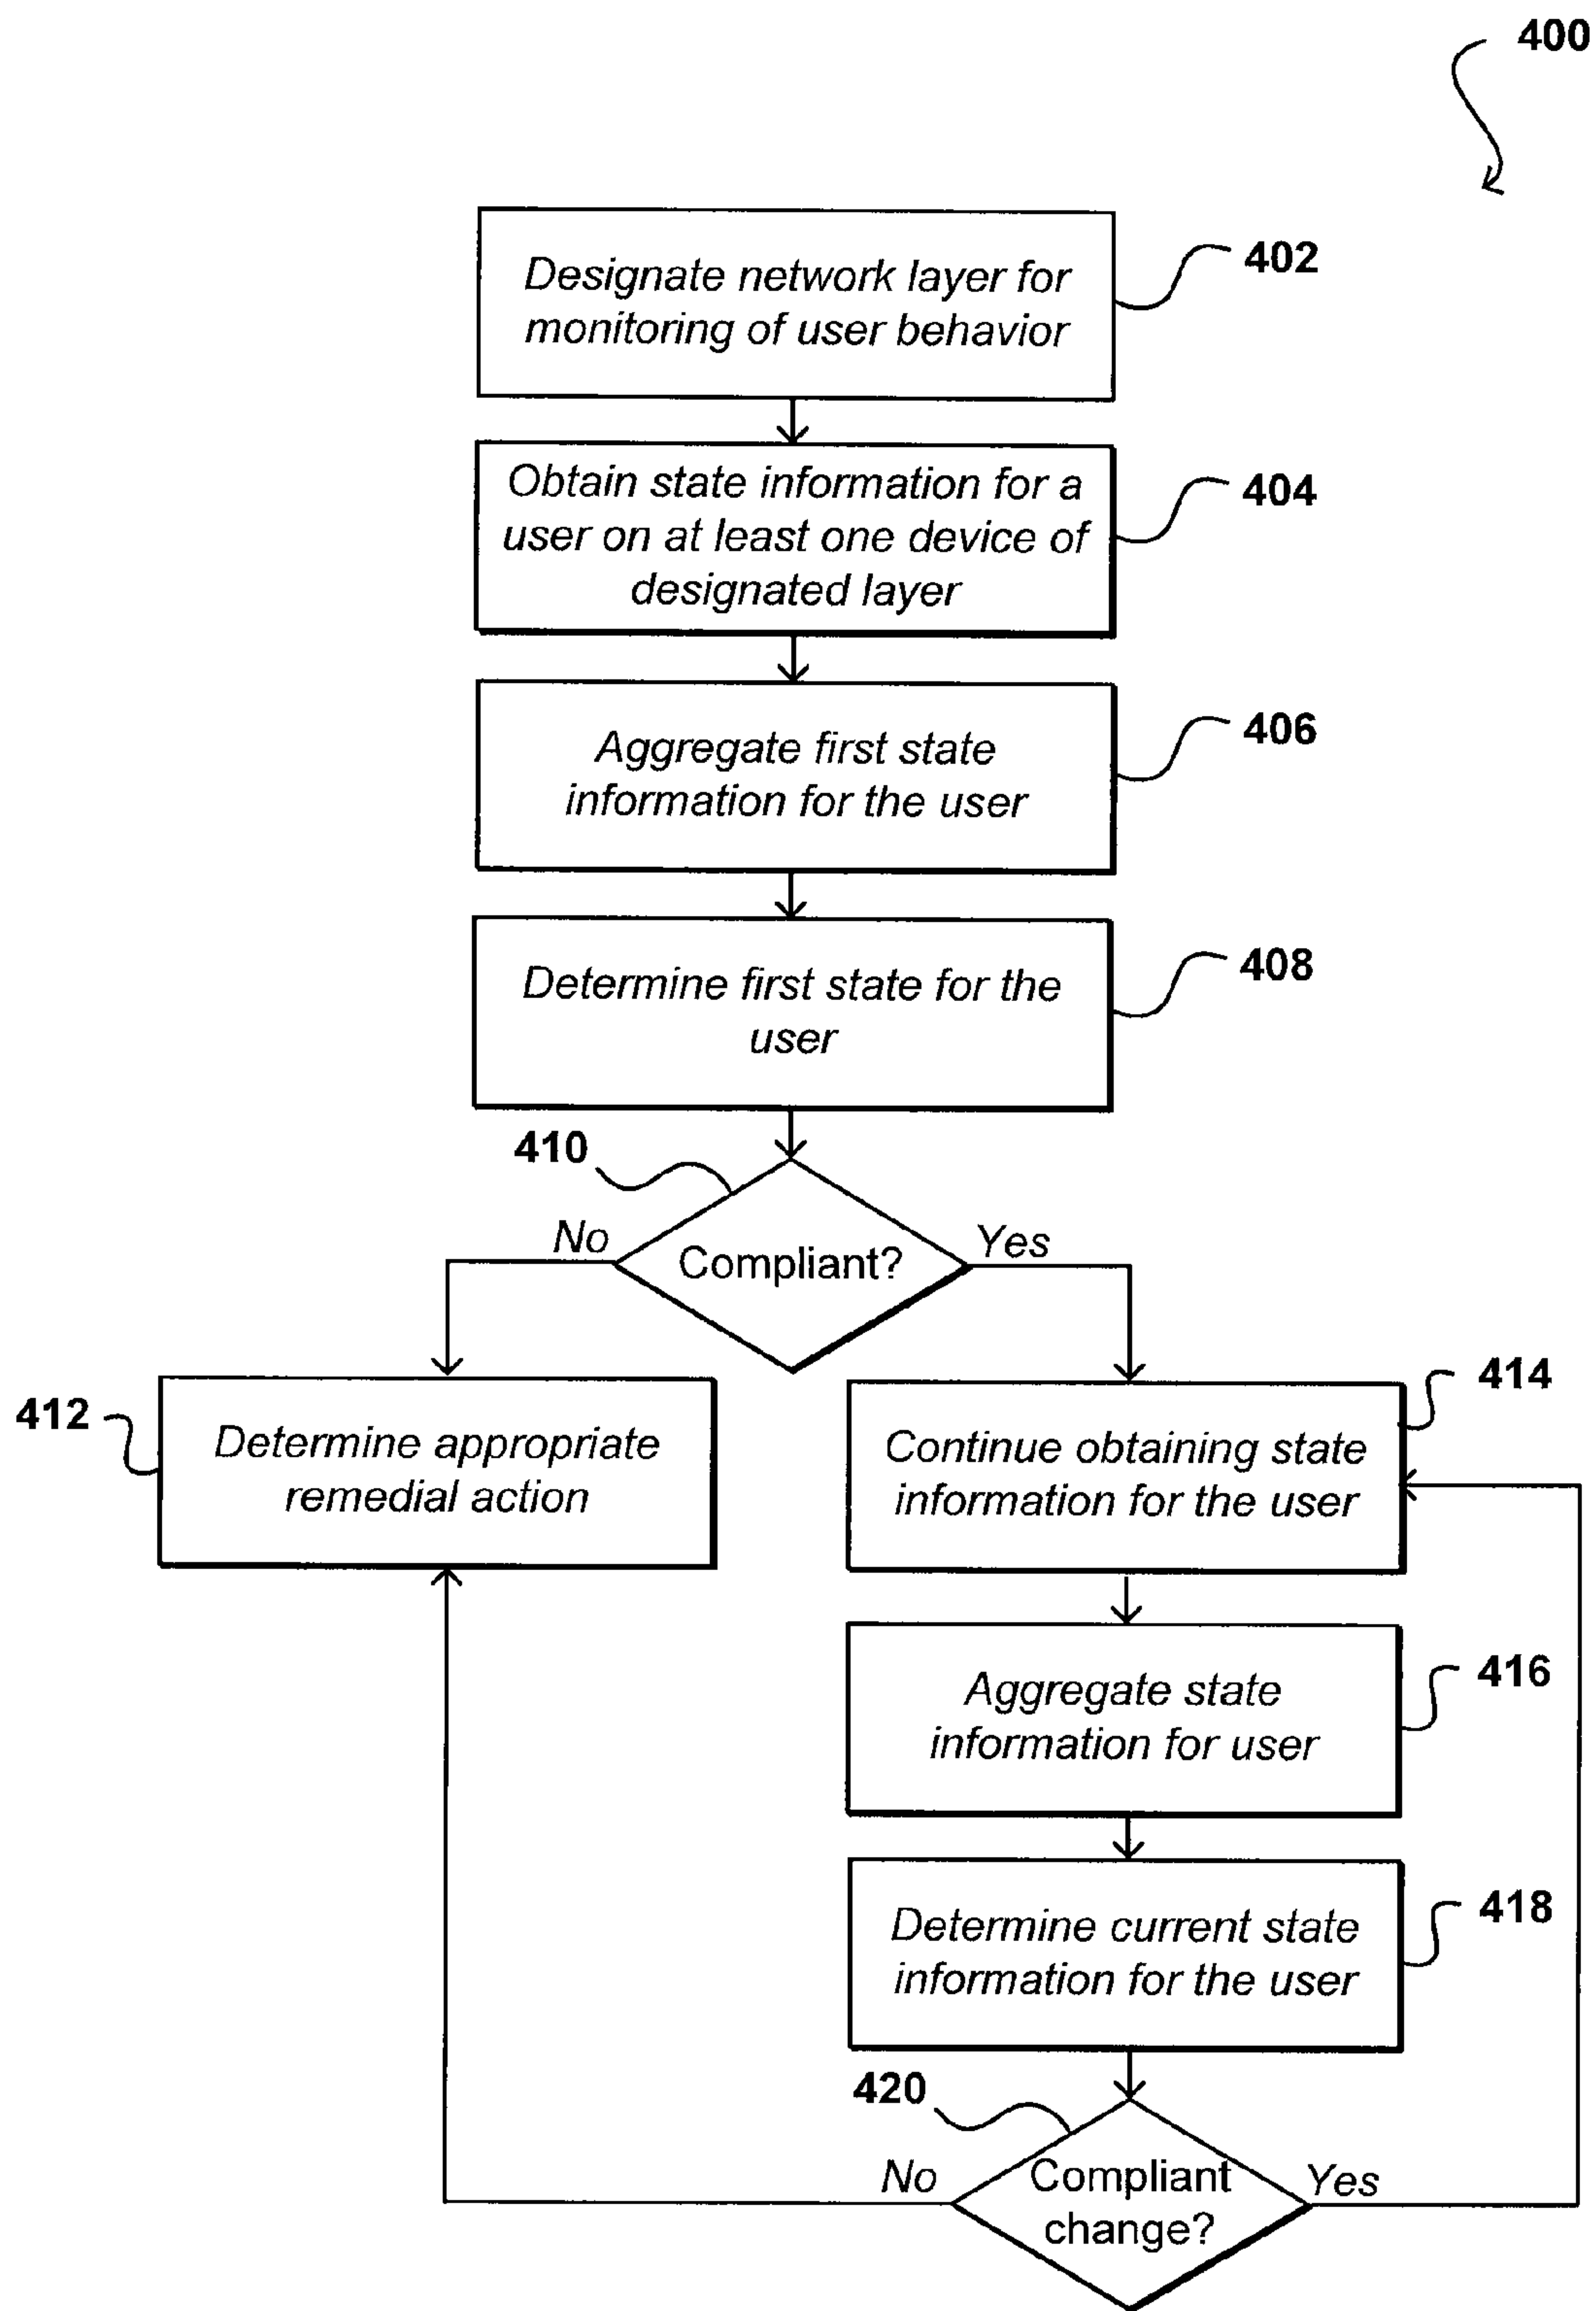 400
Designate network layer for
monitoring of user behavior
402
Obtain state information for a
user on at least one device of
designated layer
404
Aggregate first state
information for the user
406
Determine first state for the
user
408
410
No
Compliant?
Yes
412
Determine appropriate
remedial action
414
Continue obtaining state
information for the user
Aggregate state
information for user
416
Determine current state
information for the user
418
420
No
Compliant
change?
Yes